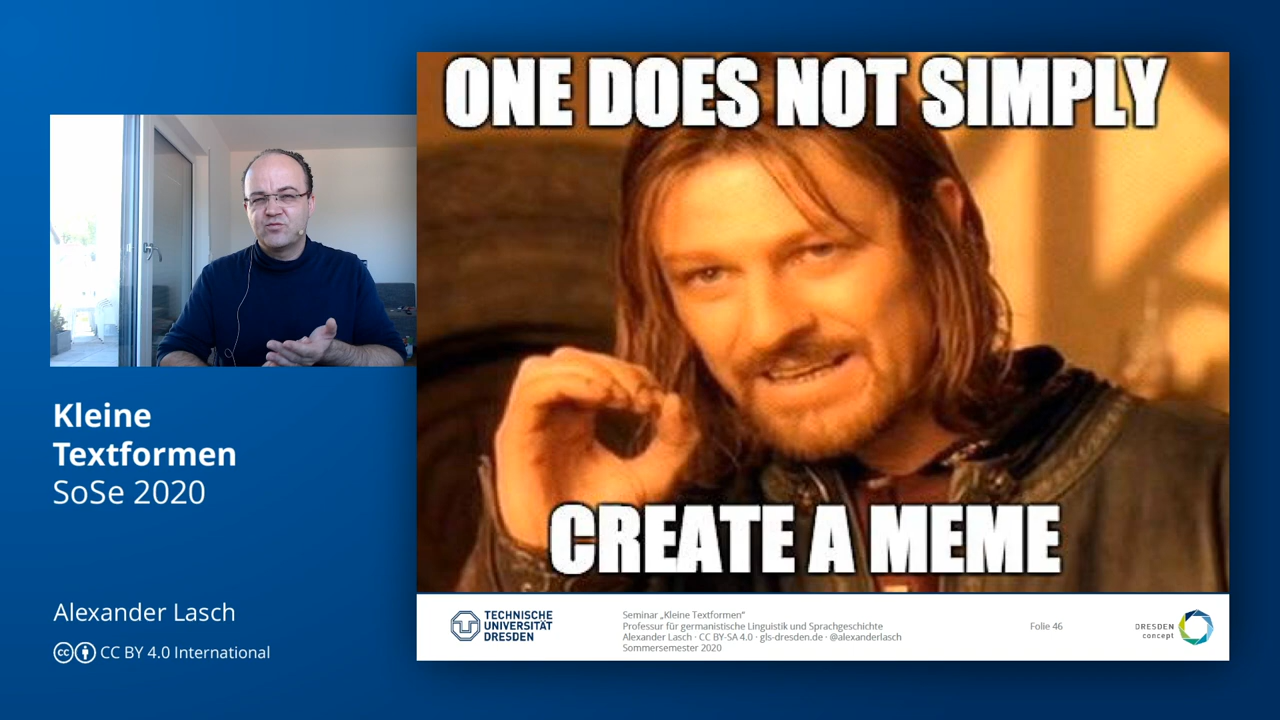 ONE DOES NOT SIMPLY
CREATE A MEME
Kleine
Textformen
SoSe 2020
Alexander Lasch
CC BY 4.0 International
TECHNISCHE
UNIVERSITÄT
DRESDEN
Seminar „Kleine Textformen“
Professur für germanistische Linguistik und Sprachgeschichte
Alexander Lasch · CC BY-SA 4.0 · gls-dresden.de · @alexanderlasch
Sommersemester 2020
Folie 46
DRESDEN
concept